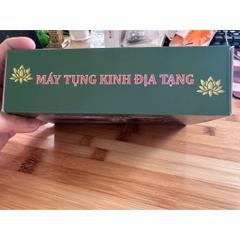 MÁY TỤNG KINH ĐỊA TẠNG